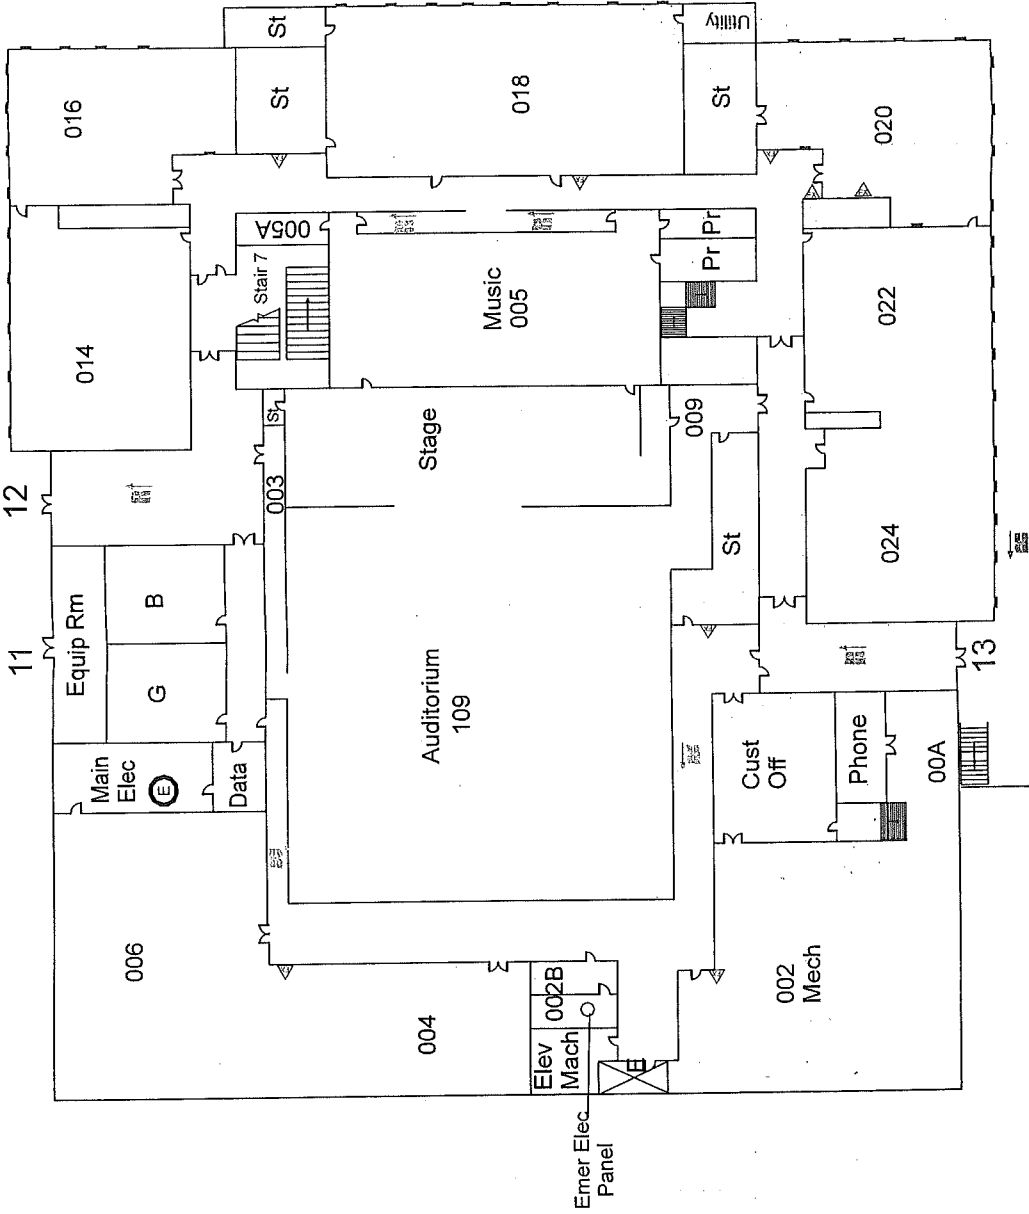 St
Utility
016
St
018
St
020
005A
Pr
Pr
Stair 7
Music
005
022
014
St
Stage
009
003
12
St
024
Equip Rm
B
11
G
Auditorium
109
13
Main
Elec
E
Data
Cust
Off
Phone
00A
006
002B
002
Mech
004
Elev
Mach
E
Emer Elec
Panel